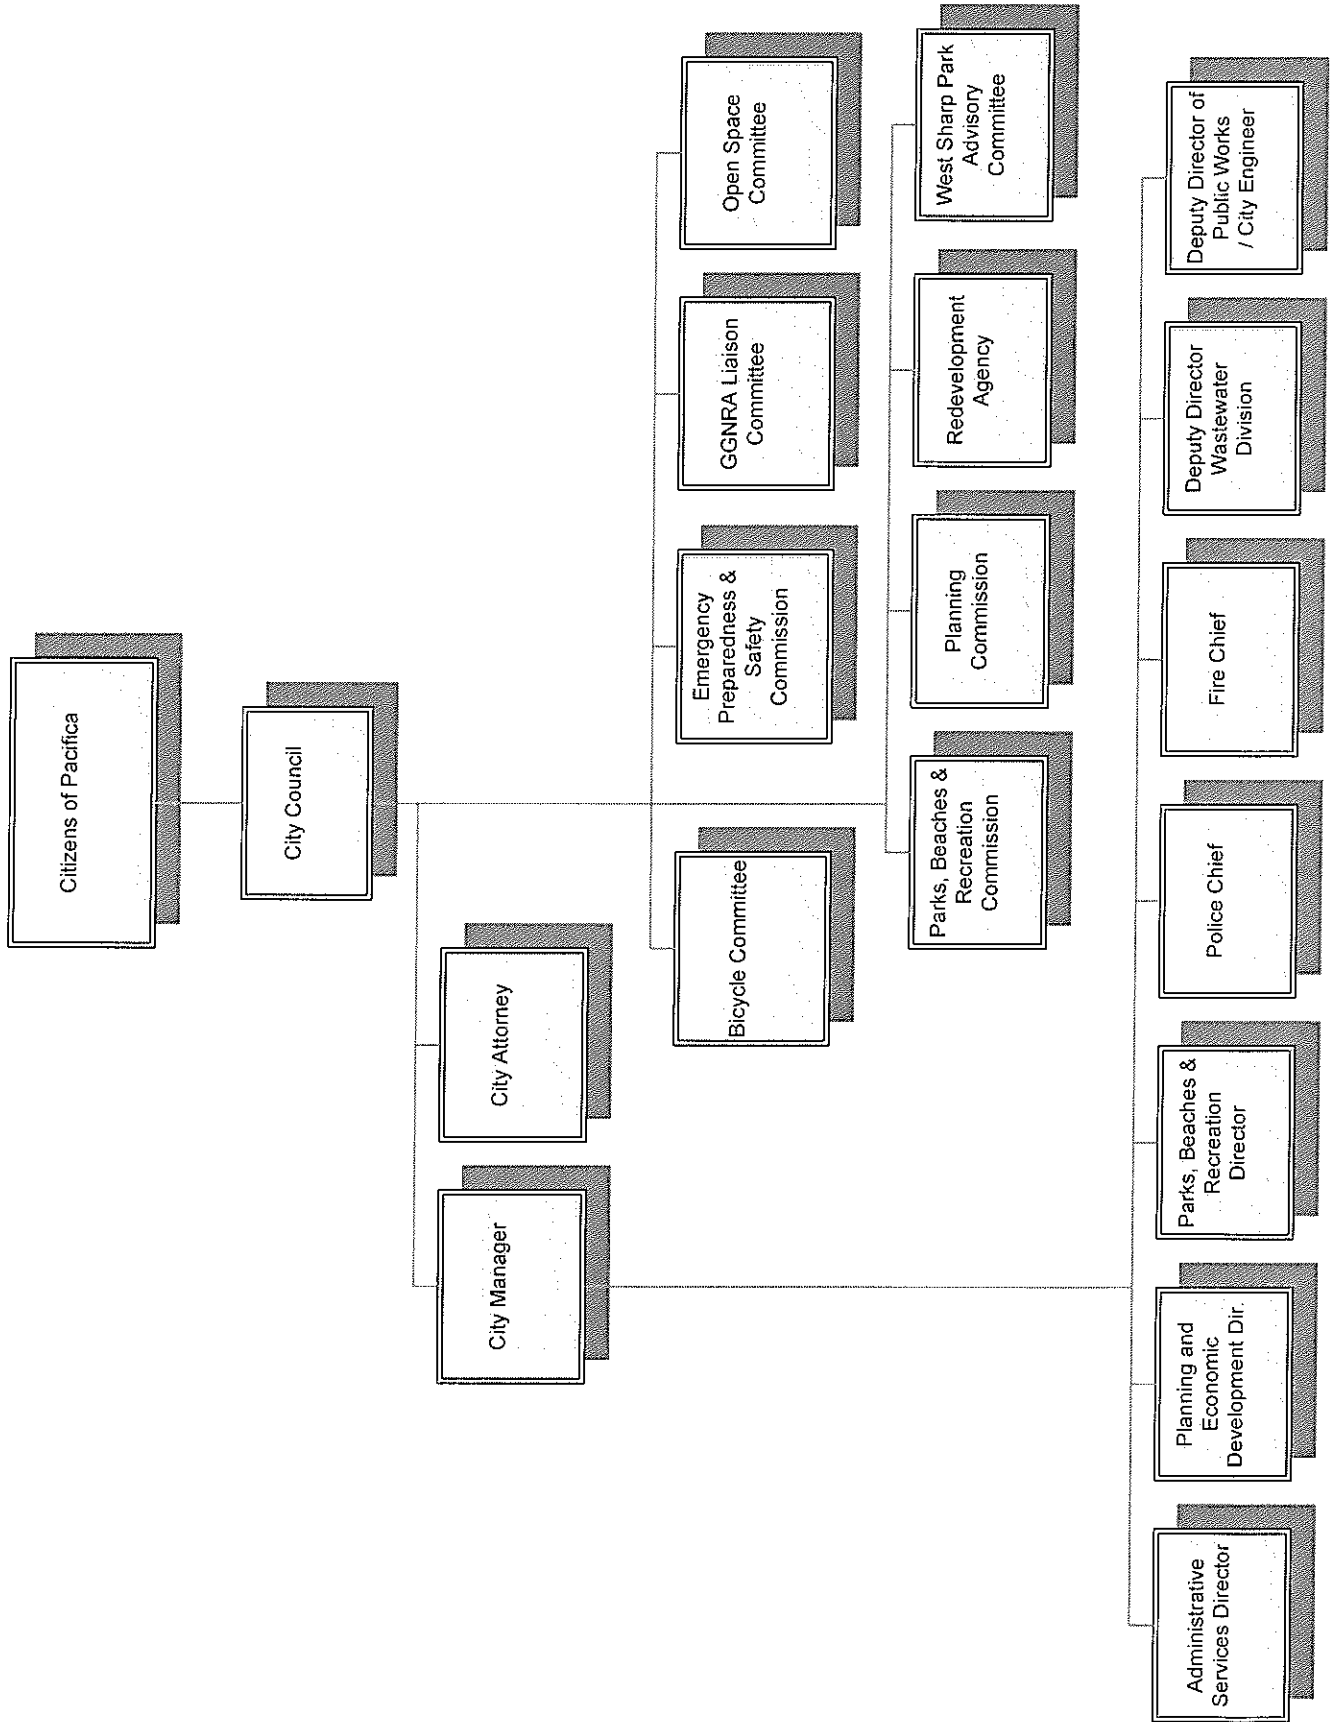 Citizens of Pacifica
City Council
City Manager
City Attorney
Bicycle Committee
Emergency
Preparedness &
Safety
Commission
GGNRA Liaison
Committee
Open Space
Committee
Parks, Beaches &
Recreation
Commission
Planning
Commission
Redevelopment
Agency
West Sharp Park
Advisory
Committee
Administrative
Services Director
Planning and
Economic
Development Dir.
Parks, Beaches &
Recreation
Director
Police Chief
Fire Chief
Deputy Director
Wastewater
Division
Deputy Director of
Public Works
/ City Engineer